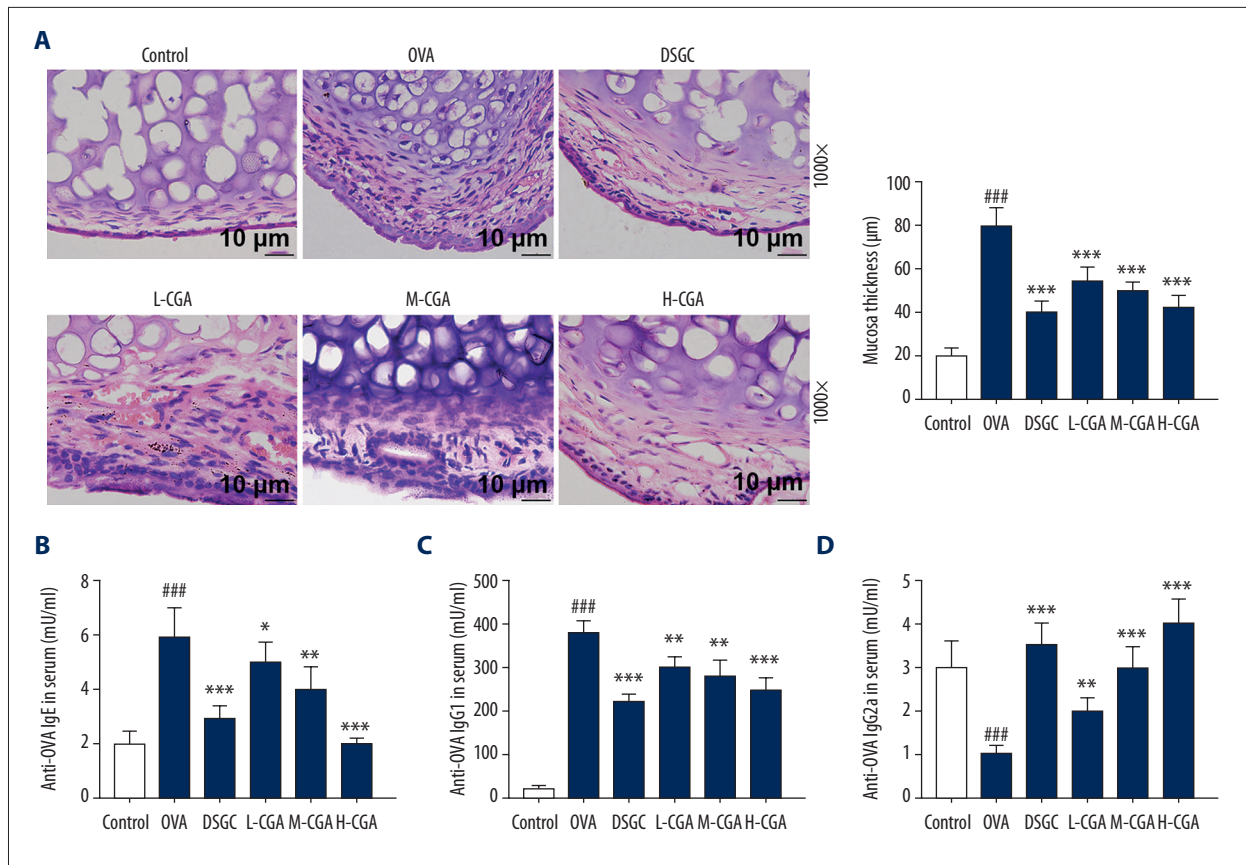 A
Control
OVA
DSGC
10 µm
10 µm
10 µm
1000×
L-CGA
M-CGA
H-CGA
10 µm
10 µm
10 µm
1000×
Mucosa thickness (µm)
100
80
60
40
20
0
###
***
***
***
***
Control
OVA
DSGC
L-CGA
M-CGA
H-CGA
B
Anti-OVA IgE in serum (mU/ml)
8
6
4
2
0
###
***
*
**
***
Control
OVA
DSGC
L-CGA
M-CGA
H-CGA
C
Anti-OVA IgG1 in serum (mU/ml)
500
400
300
200
100
0
###
***
**
**
***
Control
OVA
DSGC
L-CGA
M-CGA
H-CGA
D
Anti-OVA IgG2a in serum (mU/ml)
5
4
3
2
1
0
###
***
**
***
***
Control
OVA
DSGC
L-CGA
M-CGA
H-CGA